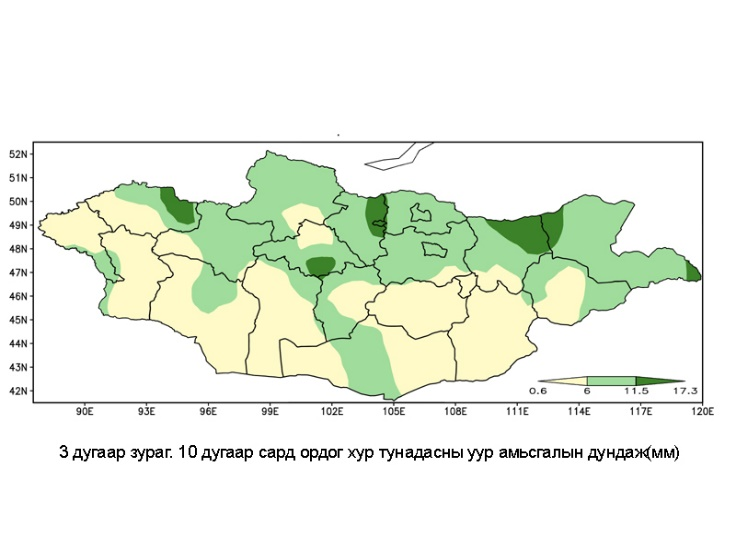 52N
51N
50N
49N
48N
47N
46N
45N
44N
43N
42N
0.6 6 11.5 17.3
90E 93E 96E 99E 102E 105E 108E 111E 114E 117E 120E
3 дугаар зураг. 10 дугаар сард ордог хур тунадасны уур амьсгалын дундаж(мм)